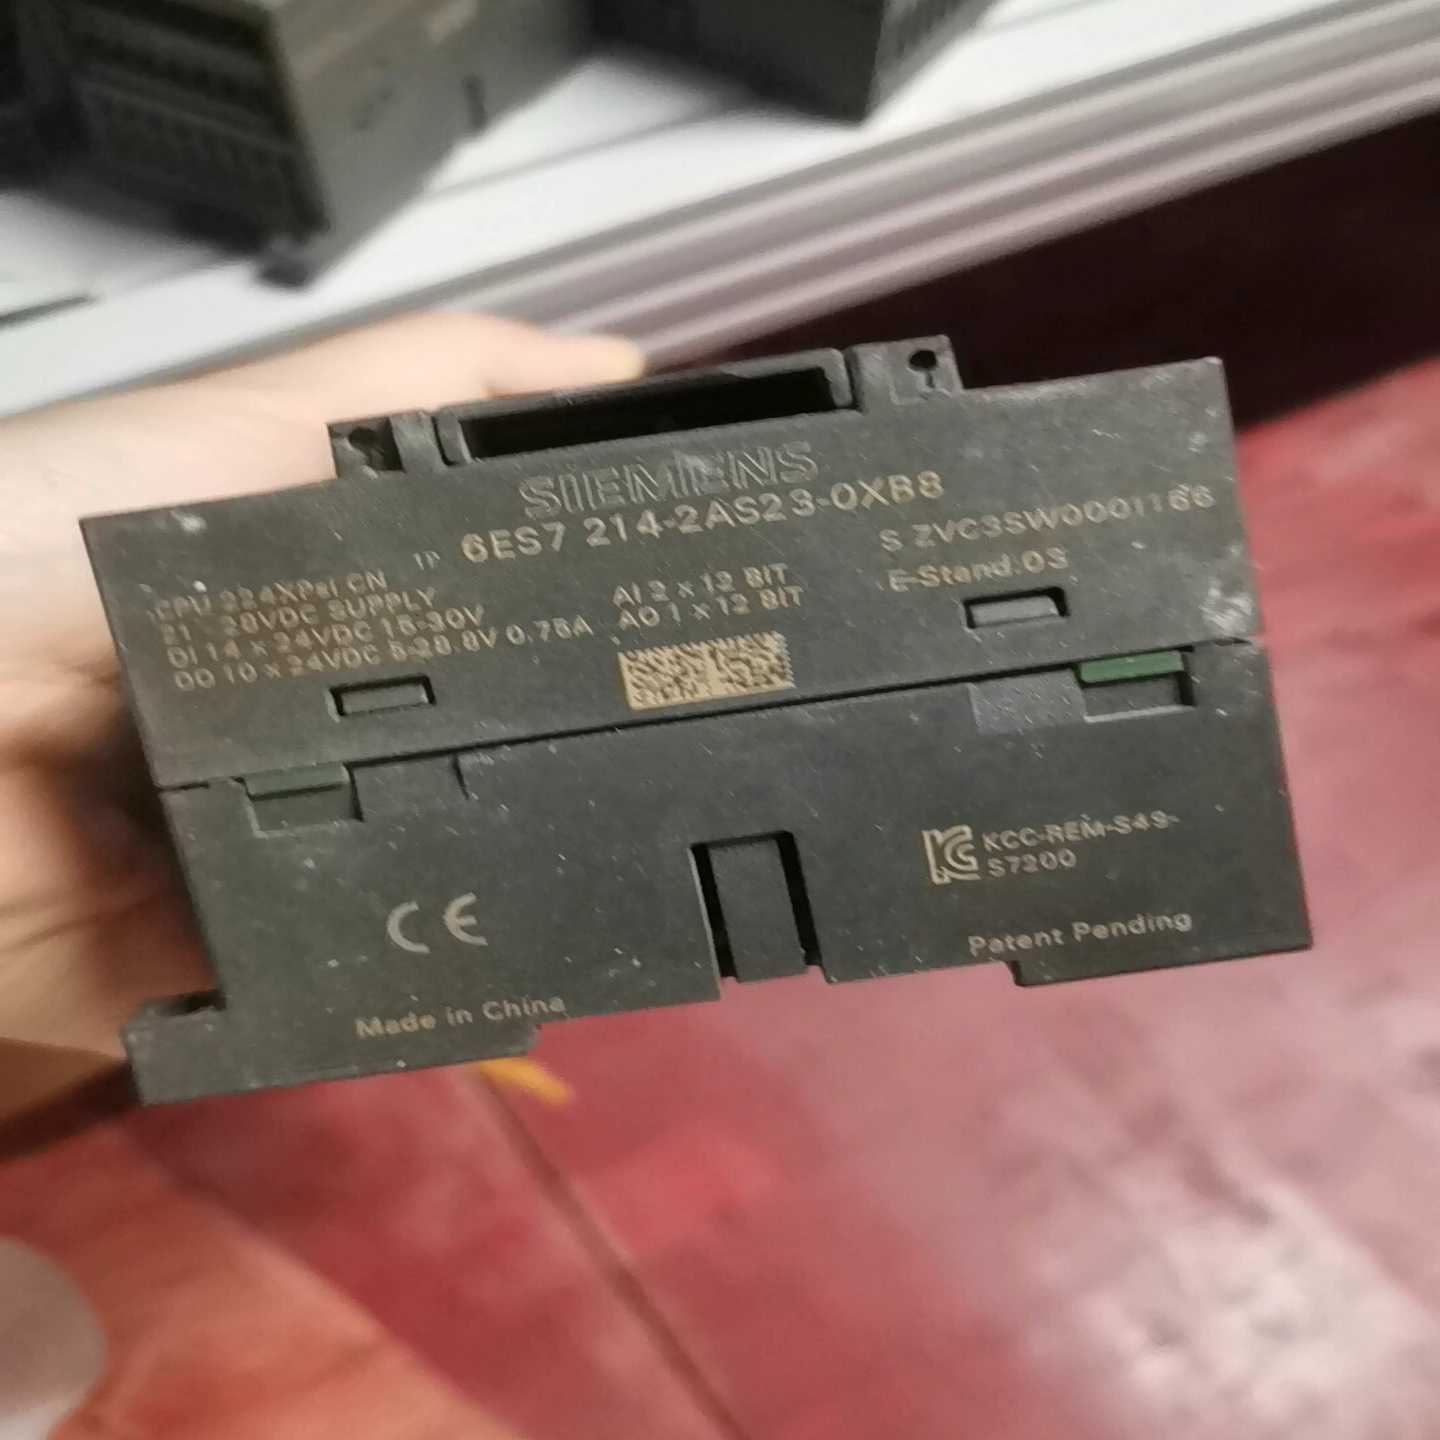 SIEMENS
1P 6ES7 214-2AS23-0XB8
S ZVC3SW0001166
E-Stand:03
CPU 224XPsi CN
21 - 28VDC SUPPLY
DI 14 x 24VDC 15-30V
DO 10 x 24VDC 5-28.8V 0.75A
AI 2 x 12 BIT
AO 1 x 12 BIT
CE
KCC-REM-S49-
S7200
Patent Pending
Made in China